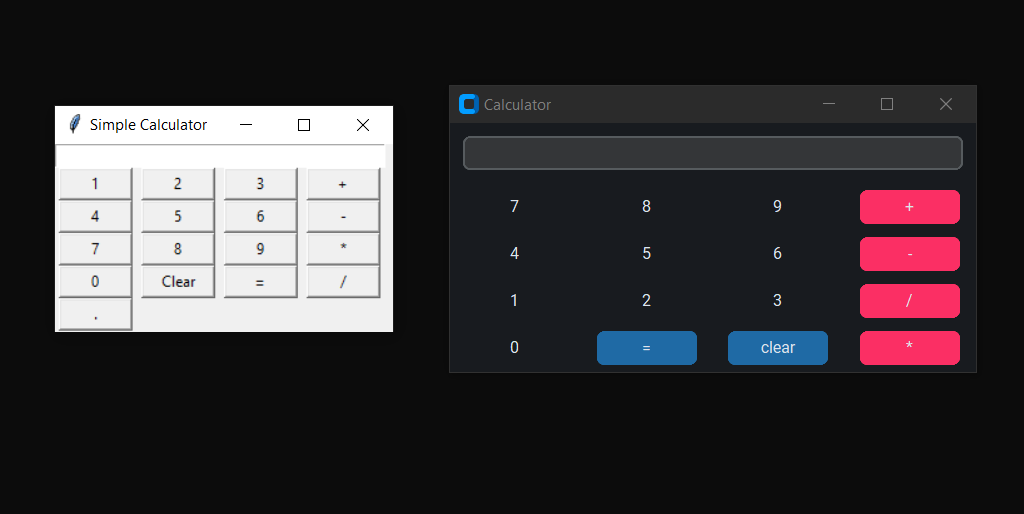 Simple Calculator
1 2 3 +
4 5 6 -
7 8 9 *
0 Clear = /
.
Calculator
7 8 9 +
4 5 6 -
1 2 3 /
0 = clear *